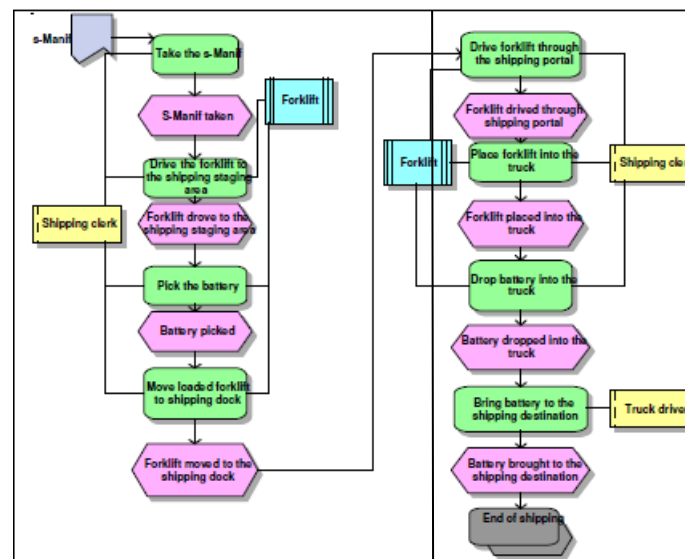 s-Manif
Take the s-Manif
S-Manif taken
Forklift
Drive the forklift to
the shipping staging
area
Forklift drove to the
shipping staging area
Shipping clerk
Pick the battery
Battery picked
Move loaded forklift
to shipping dock
Forklift moved to the
shipping dock
Drive forklift through
the shipping portal
Forklift drived through
shipping portal
Forklift
Place forklift into the
truck
Shipping cle
Forklift placed into the
truck
Drop battery into the
truck
Battery dropped into the
truck
Bring battery to the
shipping destination
Truck drive
Battery brought to the
shipping destination
End of shipping